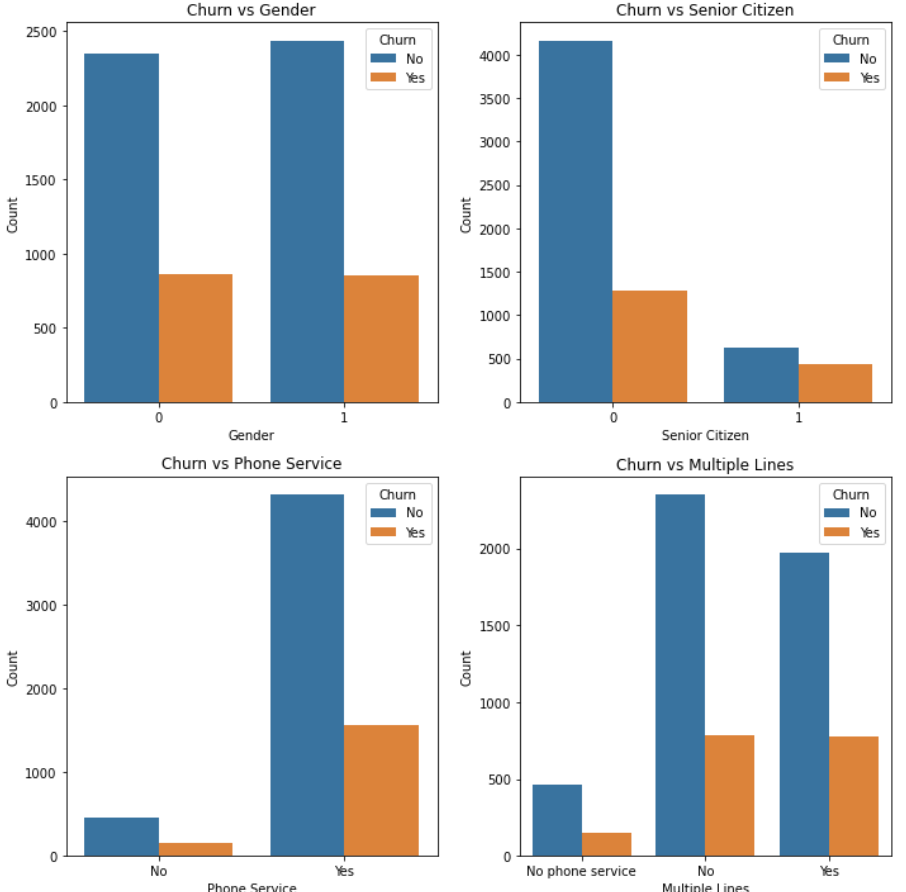 Churn vs Gender
Count
2500
2000
1500
1000
500
0
Churn
No
Yes
0 1
Gender
Churn vs Senior Citizen
Count
4000
3500
3000
2500
2000
1500
1000
500
0
Churn
No
Yes
0 1
Senior Citizen
Churn vs Phone Service
Count
4000
3000
2000
1000
0
Churn
No
Yes
No Yes
Phone Service
Churn vs Multiple Lines
Count
2000
1500
1000
500
0
Churn
No
Yes
No phone service No Yes
Multiple Lines